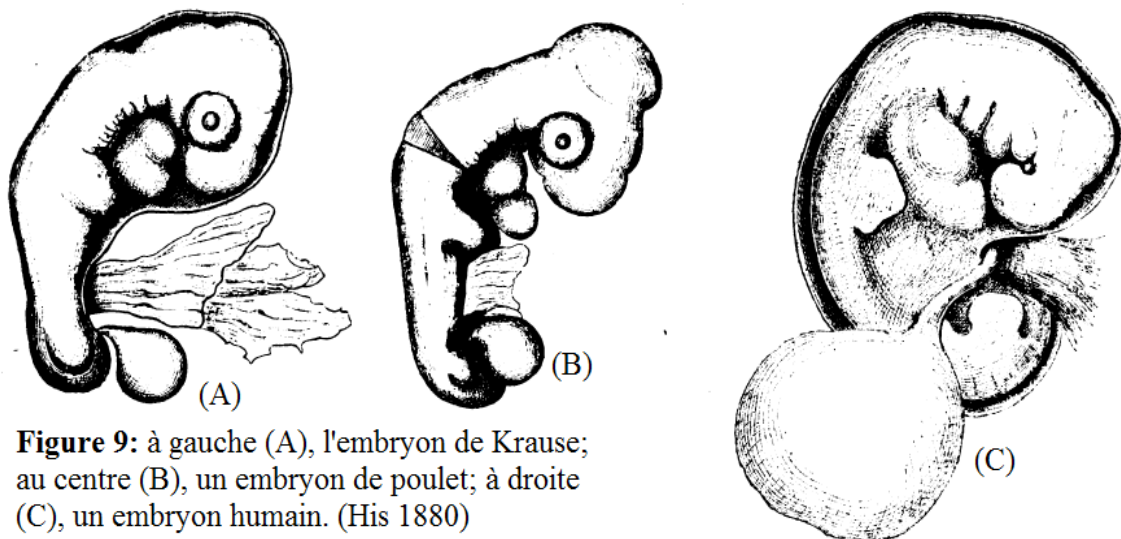 (A)
(B)
(C)
Figure 9: à gauche (A), l'embryon de Krause;
au centre (B), un embryon de poulet; à droite
(C), un embryon humain. (His 1880)